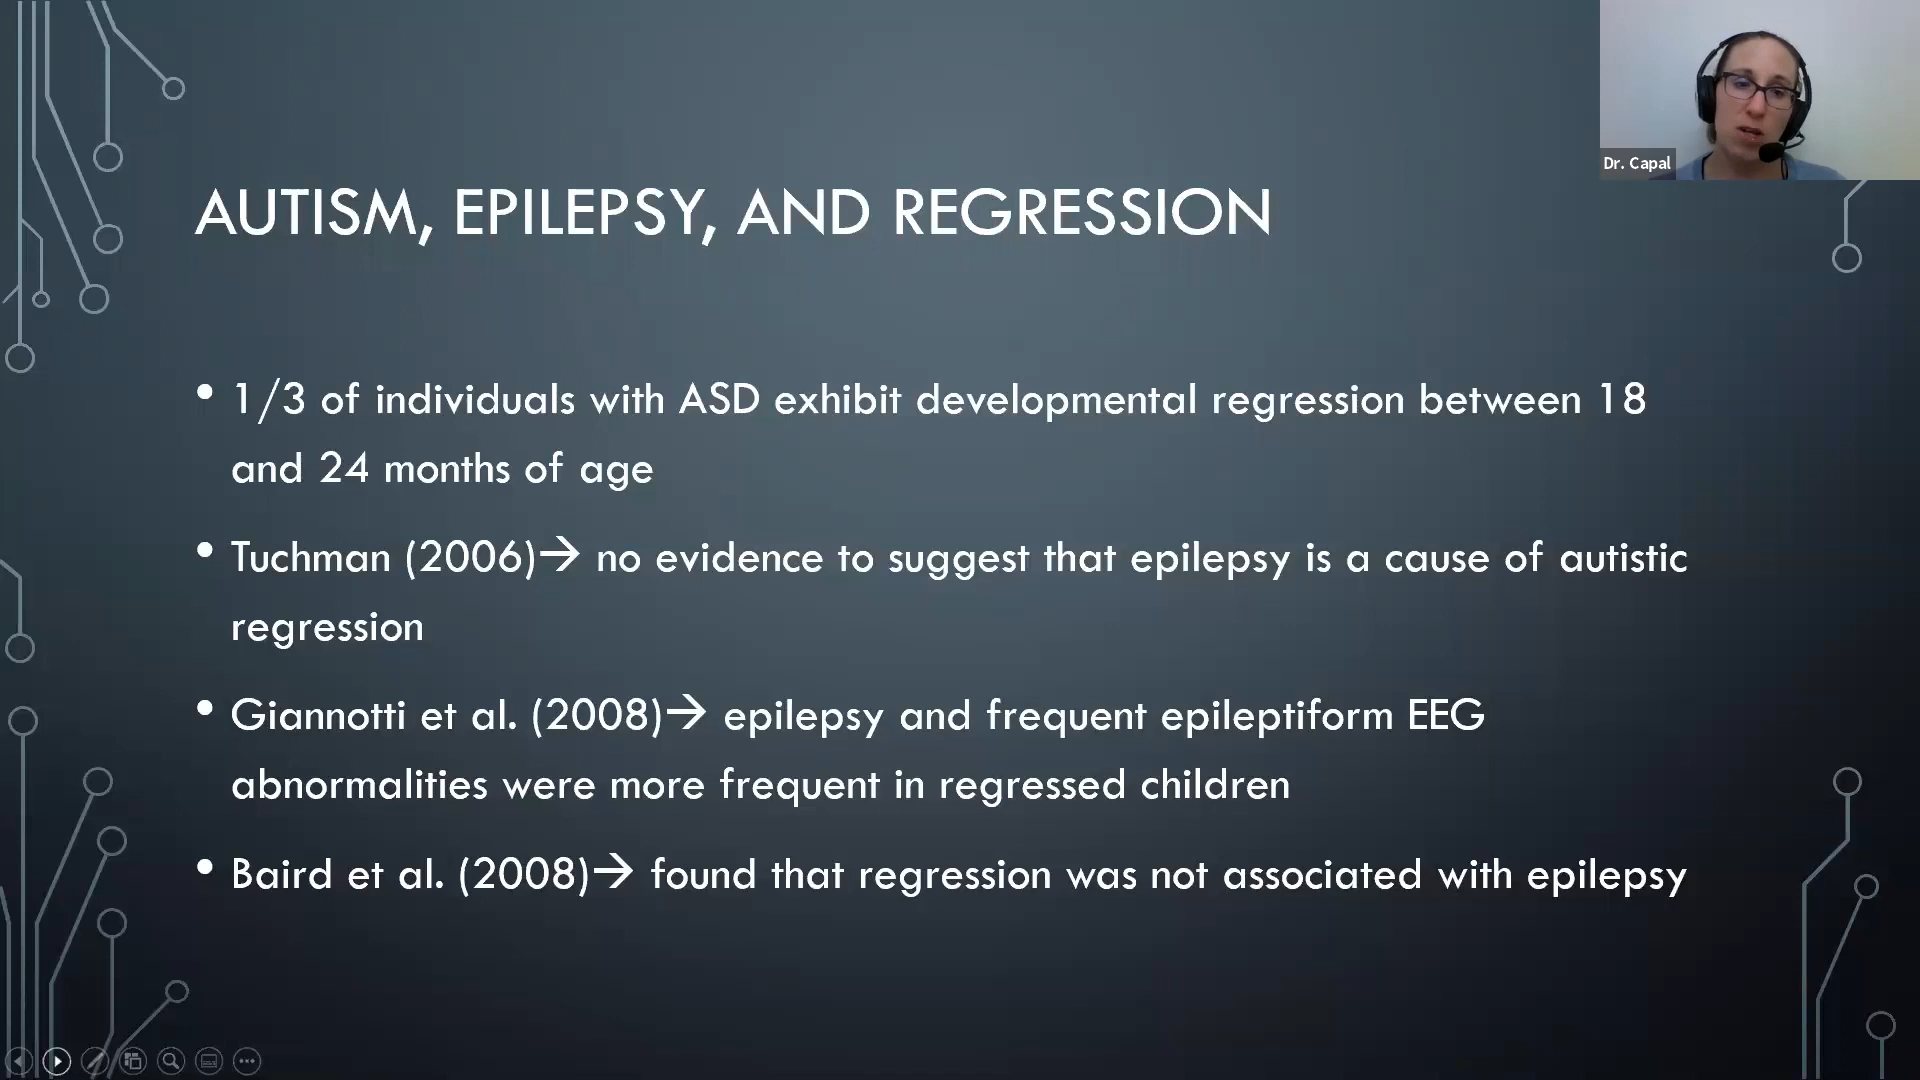 Dr. Capal
AUTISM, EPILEPSY, AND REGRESSION
• 1/3 of individuals with ASD exhibit developmental regression between 18
and 24 months of age
• Tuchman (2006)→ no evidence to suggest that epilepsy is a cause of autistic
regression
• Giannotti et al. (2008)→ epilepsy and frequent epileptiform EEG
abnormalities were more frequent in regressed children
• Baird et al. (2008)→ found that regression was not associated with epilepsy